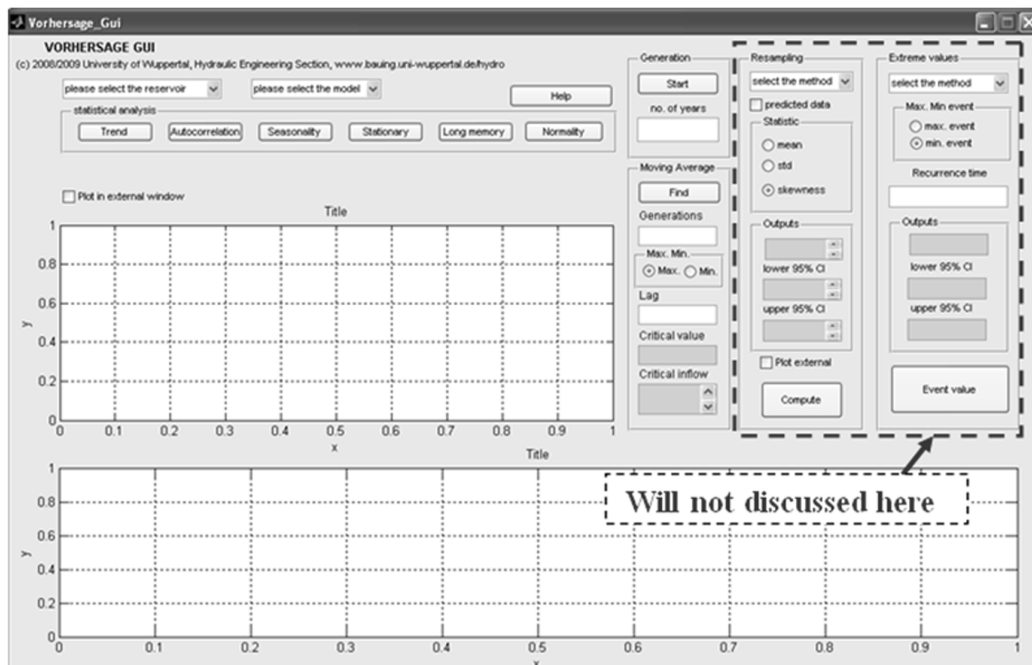 Vorhersage_Gui
VORHERSAGE GUI
(c) 2008/2009 University of Wuppertal, Hydraulic Engineering Section, www.bauing.uni-wuppertal.de/hydro
please select the reservoir
please select the model
Help
statistical analysis
Trend
Autocorrelation
Seasonality
Stationary
Long memory
Normality
Plot in external window
Title
1
0.8
0.6
0.4
0.2
0
y
0 0.1 0.2 0.3 0.4 0.5 0.6 0.7 0.8 0.9 1
x
Generation
Start
no. of years
Moving Average
Find
Generations
Max. Min.
Max. Min.
Lag
Critical value
Critical inflow
Resampling
select the method
predicted data
Statistic
mean
std
skewness
Outputs
lower 95% CI
upper 95% CI
Plot external
Compute
Extreme values
select the method
Max. Min event
max. event
min. event
Recurrence time
Outputs
lower 95% CI
upper 95% CI
Event value
Will not discussed here
Title
1
0.8
0.6
0.4
0.2
0
y
0 0.1 0.2 0.3 0.4 0.5 0.6 0.7 0.8 0.9 1
x